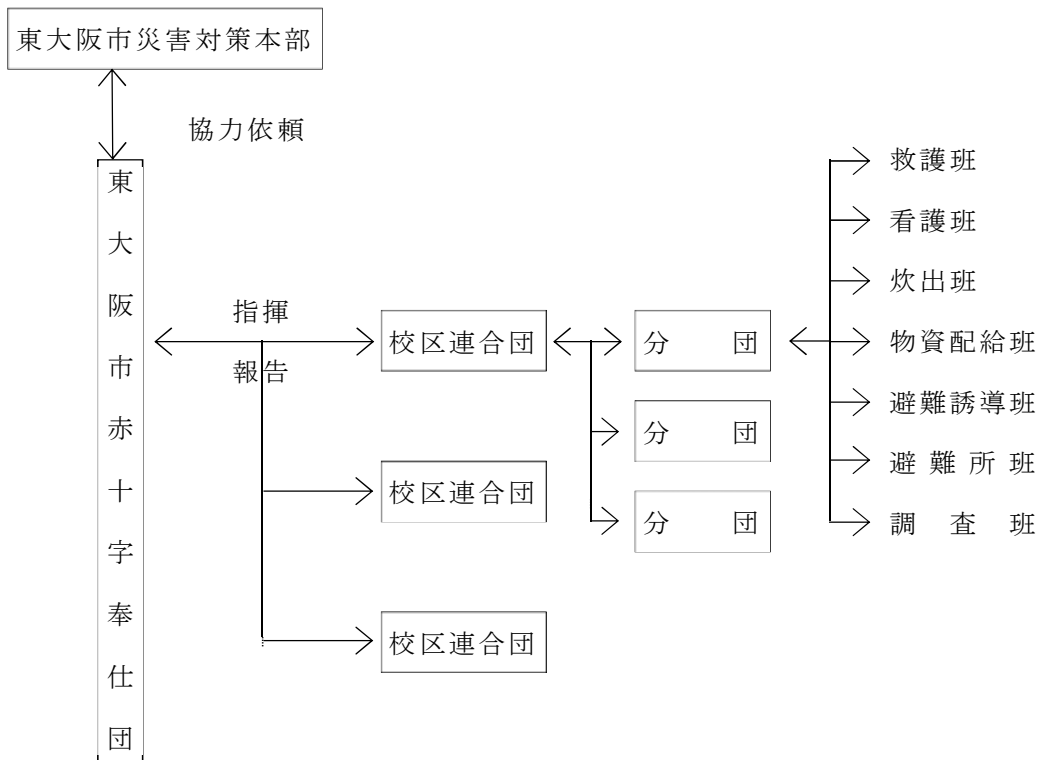 東大阪市災害対策本部
協力依頼
東大阪市赤十字奉仕団
指揮
報告
校区連合団
校区連合団
校区連合団
分　団
分　団
分　団
救護班
看護班
炊出班
物資配給班
避難誘導班
避難所班
調査班